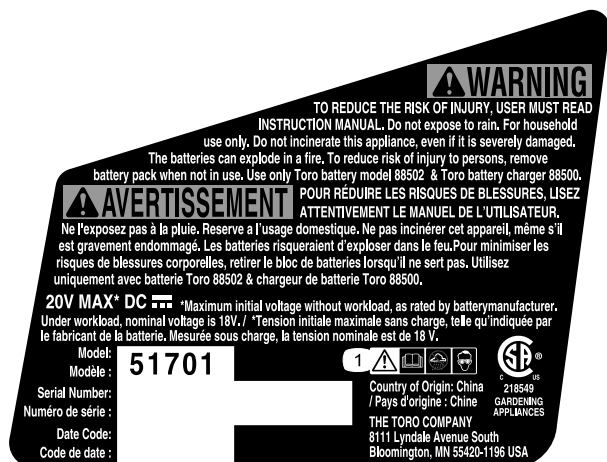 WARNING
TO REDUCE THE RISK OF INJURY, USER MUST READ
INSTRUCTION MANUAL. Do not expose to rain. For household
use only. Do not incinerate this appliance, even if it is severely damaged.
The batteries can explode in a fire. To reduce risk of injury to persons, remove
battery pack when not in use. Use only Toro battery model 88502 & Toro battery charger 88500.
AVERTISSEMENT
POUR RÉDUIRE LES RISQUES DE BLESSURES, LISEZ
ATTENTIVEMENT LE MANUEL DE L'UTILISATEUR.
Ne l'exposez pas à la pluie. Reserve a l'usage domestique. Ne pas incinérer cet appareil, même s'il
est gravement endommagé. Les batteries risqueraient d'exploser dans le feu.Pour minimiser les
risques de blessures corporelles, retirer le bloc de batteries lorsqu'il ne sert pas. Utilisez
uniquement avec batterie Toro 88502 & chargeur de batterie Toro 88500.
20V MAX* DC *Maximum initial voltage without workload, as rated by batterymanufacturer.
Under workload, nominal voltage is 18V. / *Tension initiale maximale sans charge, telle qu'indiquée par
le fabricant de la batterie. Mesurée sous charge, la tension nominale est de 18 V.
Model:
Modèle :
51701
Serial Number:
Numéro de série :
Date Code:
Code de date :
1
Country of Origin: China
/ Pays d'origine : Chine
THE TORO COMPANY
8111 Lyndale Avenue South
Bloomington, MN 55420-1196 USA
SA ®
C US
218549
GARDENING
APPLIANCES